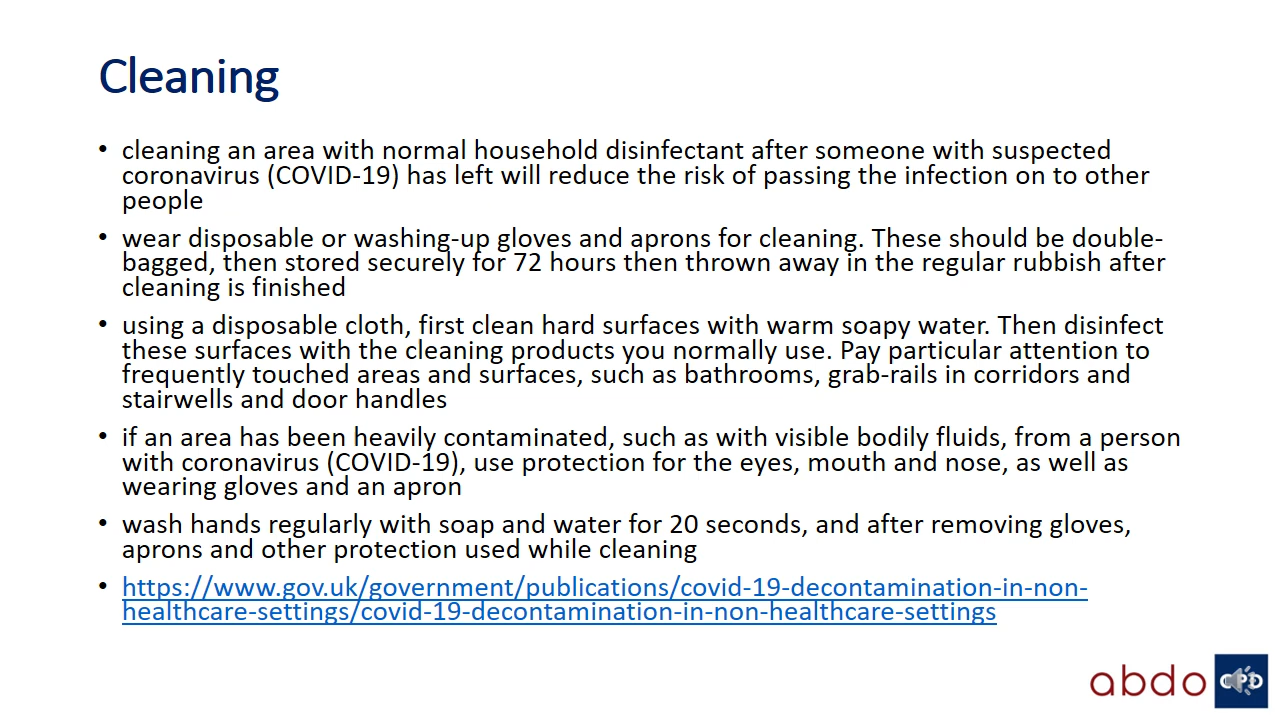 Cleaning
• cleaning an area with normal household disinfectant after someone with suspected
coronavirus (COVID-19) has left will reduce the risk of passing the infection on to other
people
• wear disposable or washing-up gloves and aprons for cleaning. These should be double-
bagged, then stored securely for 72 hours then thrown away in the regular rubbish after
cleaning is finished
• using a disposable cloth, first clean hard surfaces with warm soapy water. Then disinfect
these surfaces with the cleaning products you normally use. Pay particular attention to
frequently touched areas and surfaces, such as bathrooms, grab-rails in corridors and
stairwells and door handles
• if an area has been heavily contaminated, such as with visible bodily fluids, from a person
with coronavirus (COVID-19), use protection for the eyes, mouth and nose, as well as
wearing gloves and an apron
• wash hands regularly with soap and water for 20 seconds, and after removing gloves,
aprons and other protection used while cleaning
• https://www.gov.uk/government/publications/covid-19-decontamination-in-non-
healthcare-settings/covid-19-decontamination-in-non-healthcare-settings
abdo CPD